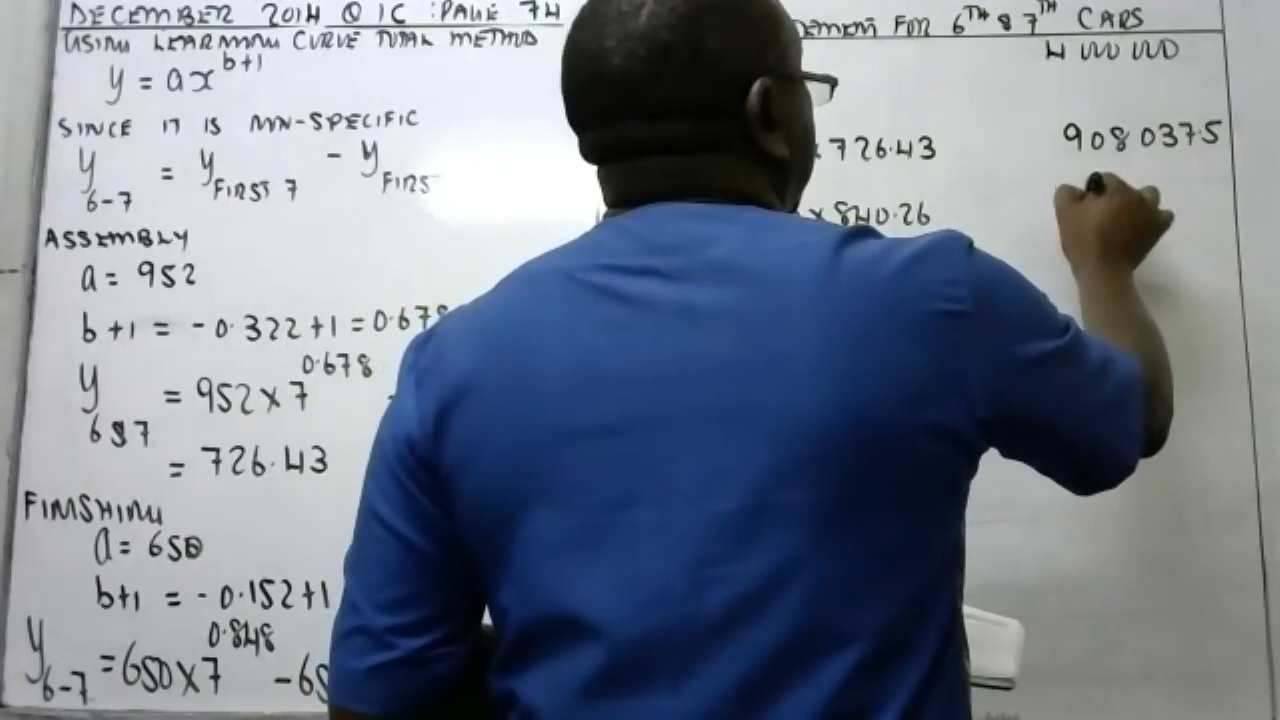 DECEMBER 2014 Q 1C : PAGE 74
USING LEARNING CURVE TOTAL METHOD
y = ax^b+1
SINCE IT IS NON-SPECIFIC
y 6-7 = y FIRST 7 - y FIRS
ASSEMBLY
a = 952
b+1 = -0.322+1 = 0.678
y 6 & 7 = 952 x 7^0.678
= 726.43
FINISHING
a = 650
b+1 = -0.152+1
y 6-7 = 650 x 7^0.848 - 65
FOR 6TH & 7TH CARS
x 726.43 9080375
x 840.26